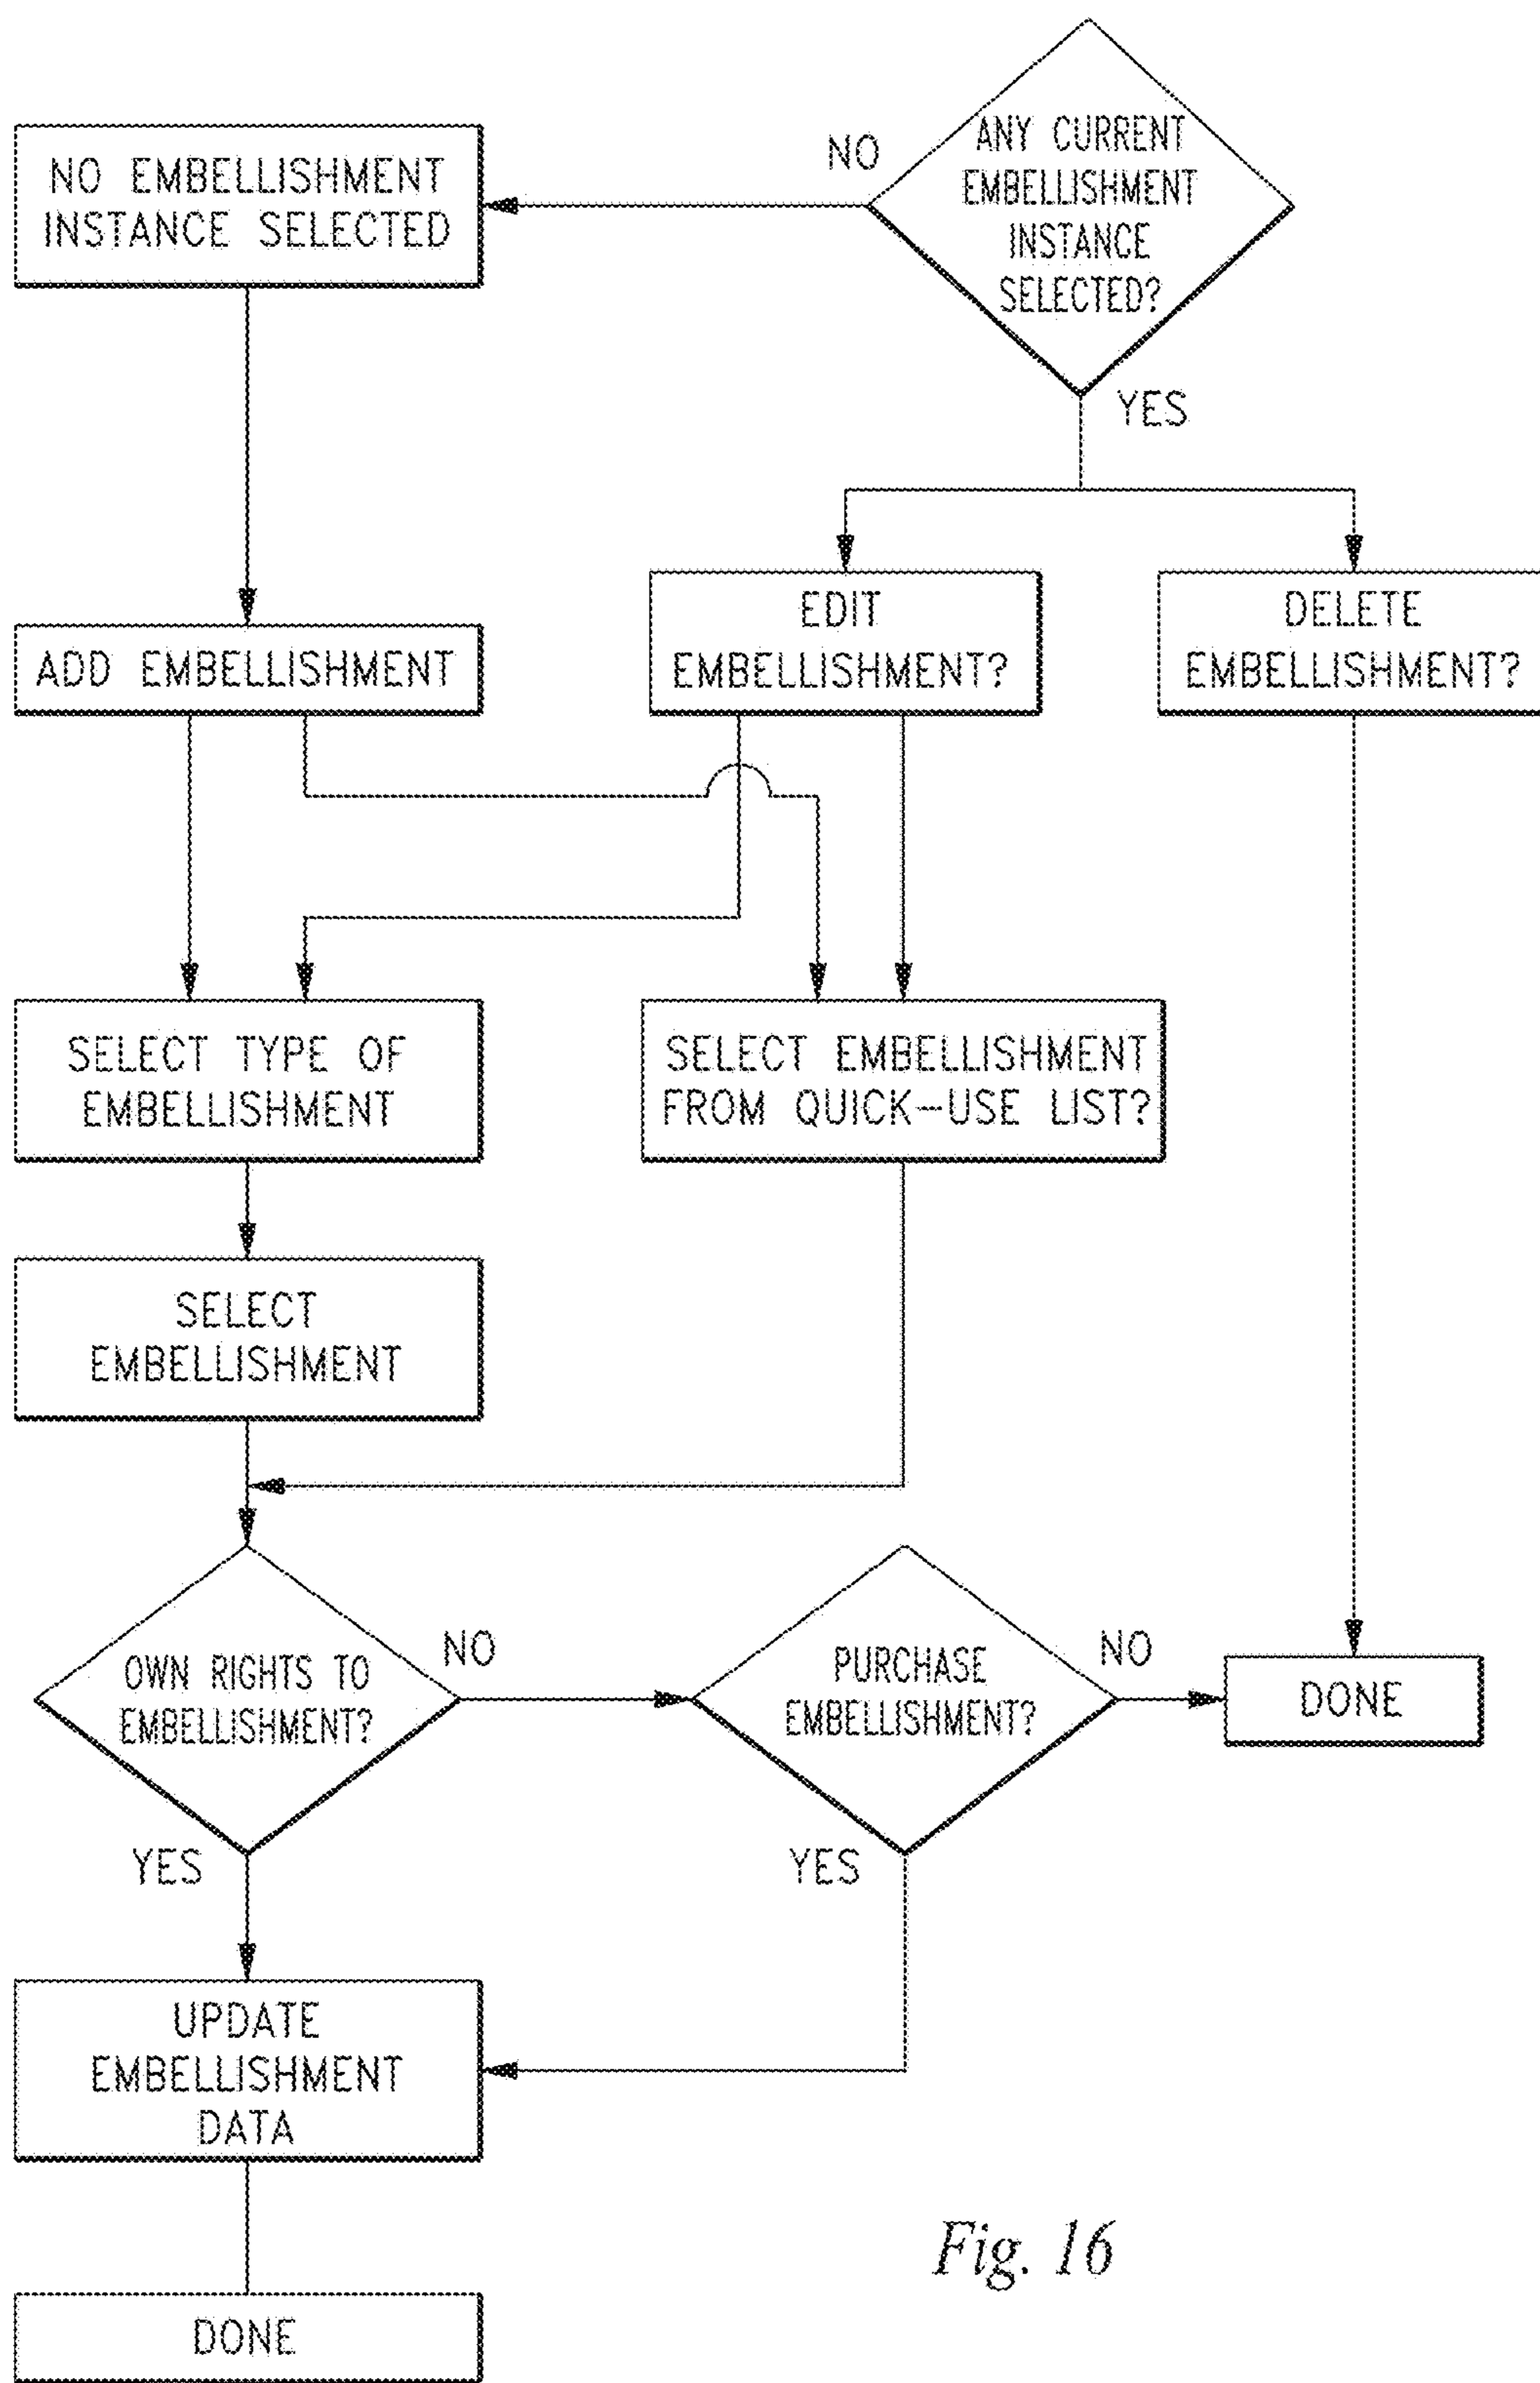 ANY CURRENT
EMBELLISHMENT
INSTANCE
SELECTED?
NO
NO EMBELLISHMENT
INSTANCE SELECTED
YES
ADD EMBELLISHMENT
EDIT
EMBELLISHMENT?
DELETE
EMBELLISHMENT?
SELECT TYPE OF
EMBELLISHMENT
SELECT EMBELLISHMENT
FROM QUICK-USE LIST?
SELECT
EMBELLISHMENT
OWN RIGHTS TO
EMBELLISHMENT?
NO
PURCHASE
EMBELLISHMENT?
NO
DONE
YES
YES
UPDATE
EMBELLISHMENT
DATA
DONE
Fig. 16